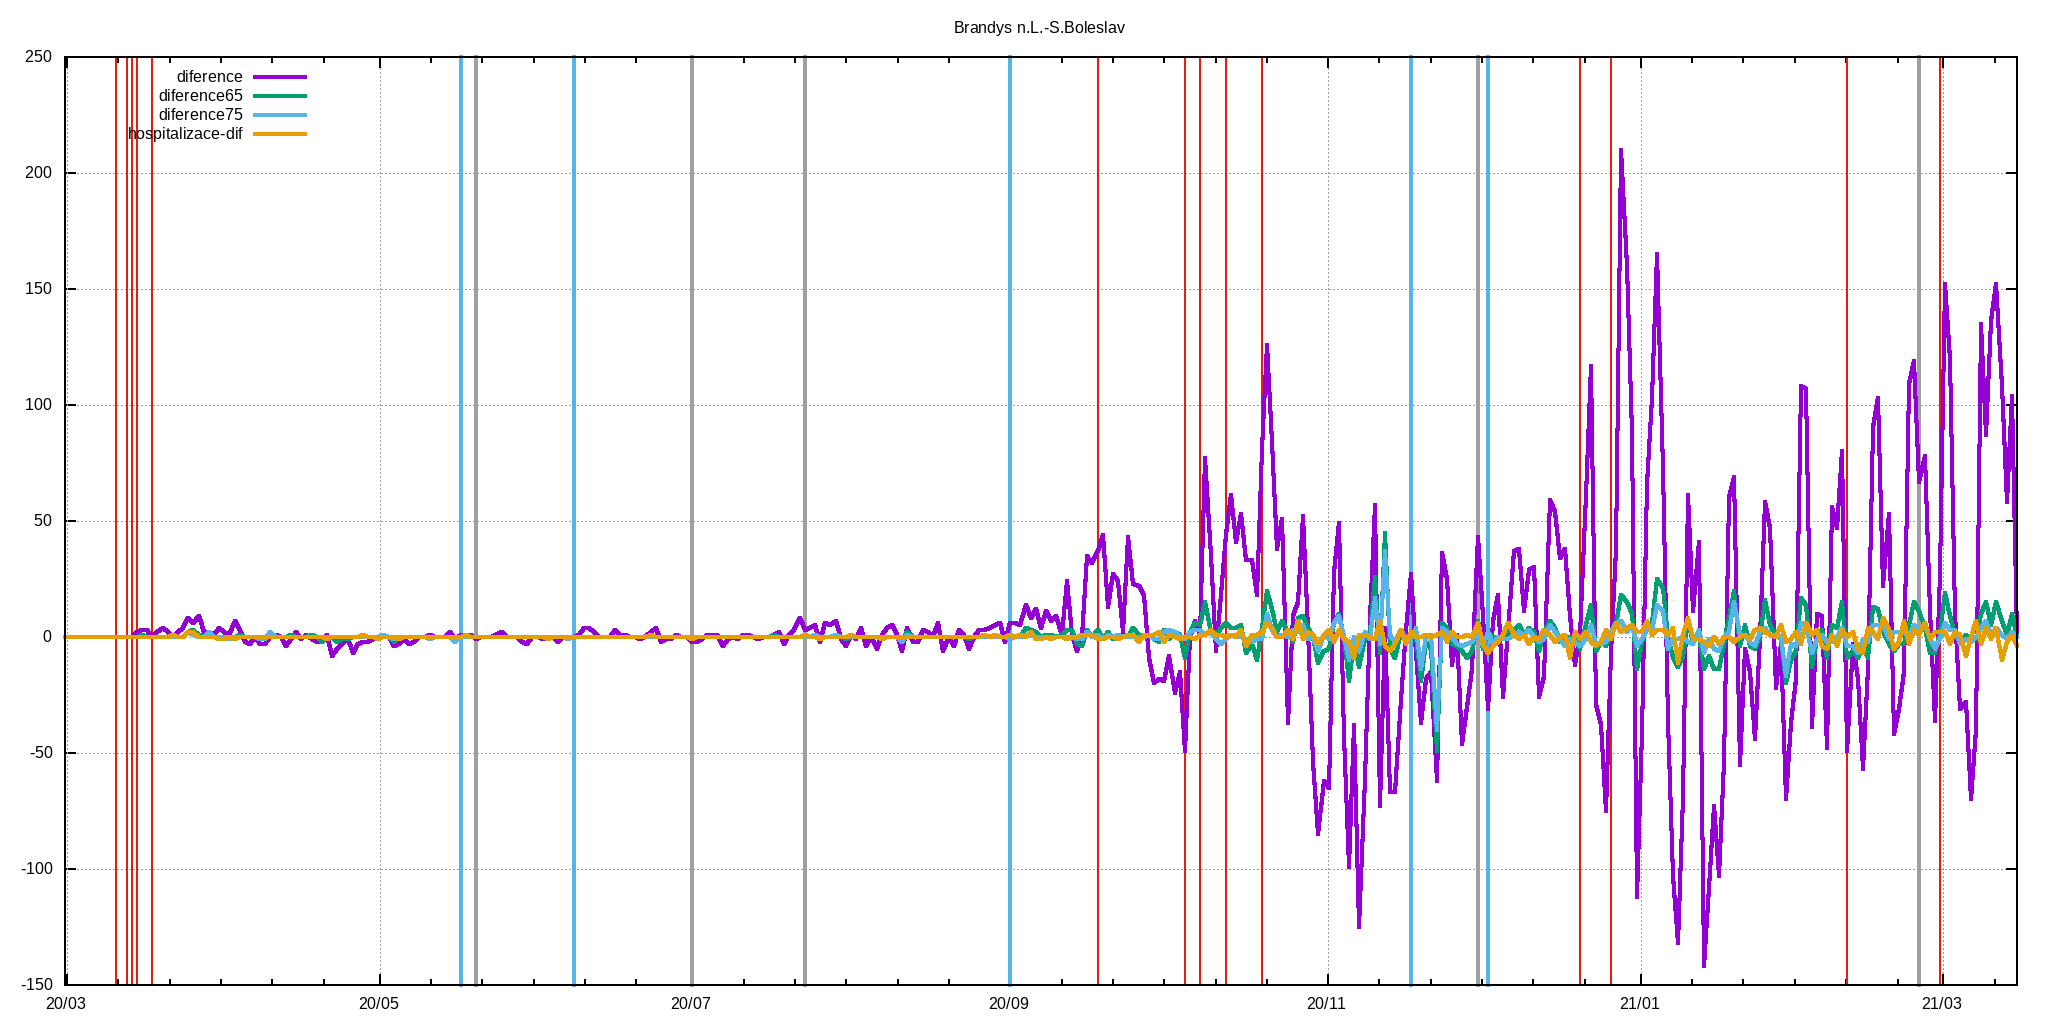 Brandys n.L.-S.Boleslav
250
200
150
100
50
0
-50
-100
-150
diference
diference65
diference75
hospitalizace-dif
20/03 20/05 20/07 20/09 20/11 21/01 21/03